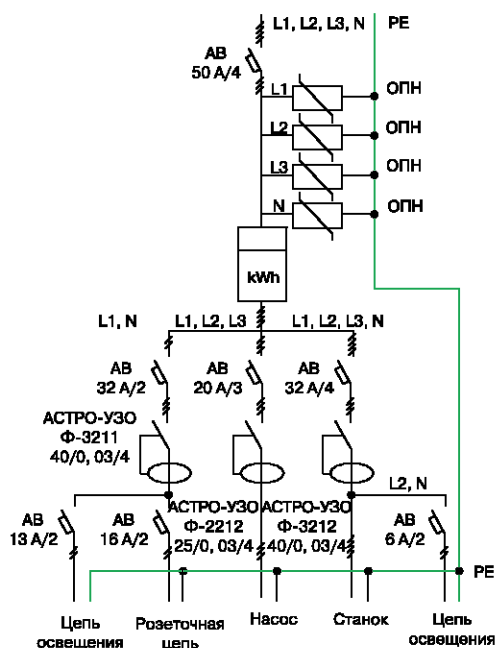 L1, L2, L3, N
PE
АВ
50 А/4
L1
ОПН
L2
ОПН
L3
ОПН
N
ОПН
kWh
L1, N
L1, L2, L3
L1, L2, L3, N
АВ
32 А/2
АВ
20 А/3
АВ
32 А/4
АСТРО-УЗО
Ф-3211
40/0, 03/4
L2, N
АВ
13 А/2
АВ
16 А/2
АСТРО-УЗО
Ф-2212
25/0, 03/4
АСТРО-УЗО
Ф-3212
40/0, 03/4
АВ
6 А/2
PE
Цепь
освещения
Розеточная
цепь
Насос
Станок
Цепь
освещения